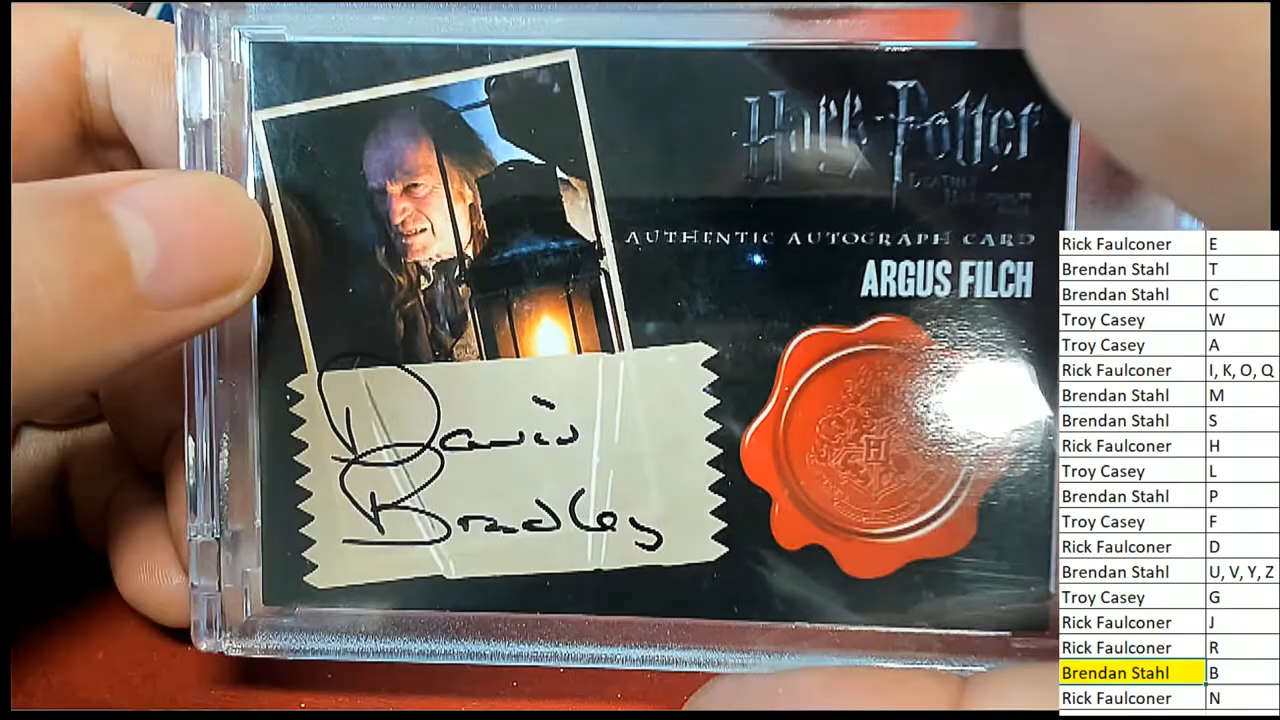 Harry Potter
AUTHENTIC AUTOGRAPH CARD
ARGUS FILCH
David
Bradley
H
Rick Faulconer E
Brendan Stahl T
Brendan Stahl C
Troy Casey W
Troy Casey A
Rick Faulconer I, K, O, Q
Brendan Stahl M
Brendan Stahl S
Rick Faulconer H
Troy Casey L
Brendan Stahl P
Troy Casey F
Rick Faulconer D
Brendan Stahl U, V, Y, Z
Troy Casey G
Rick Faulconer J
Rick Faulconer R
Brendan Stahl B
Rick Faulconer N